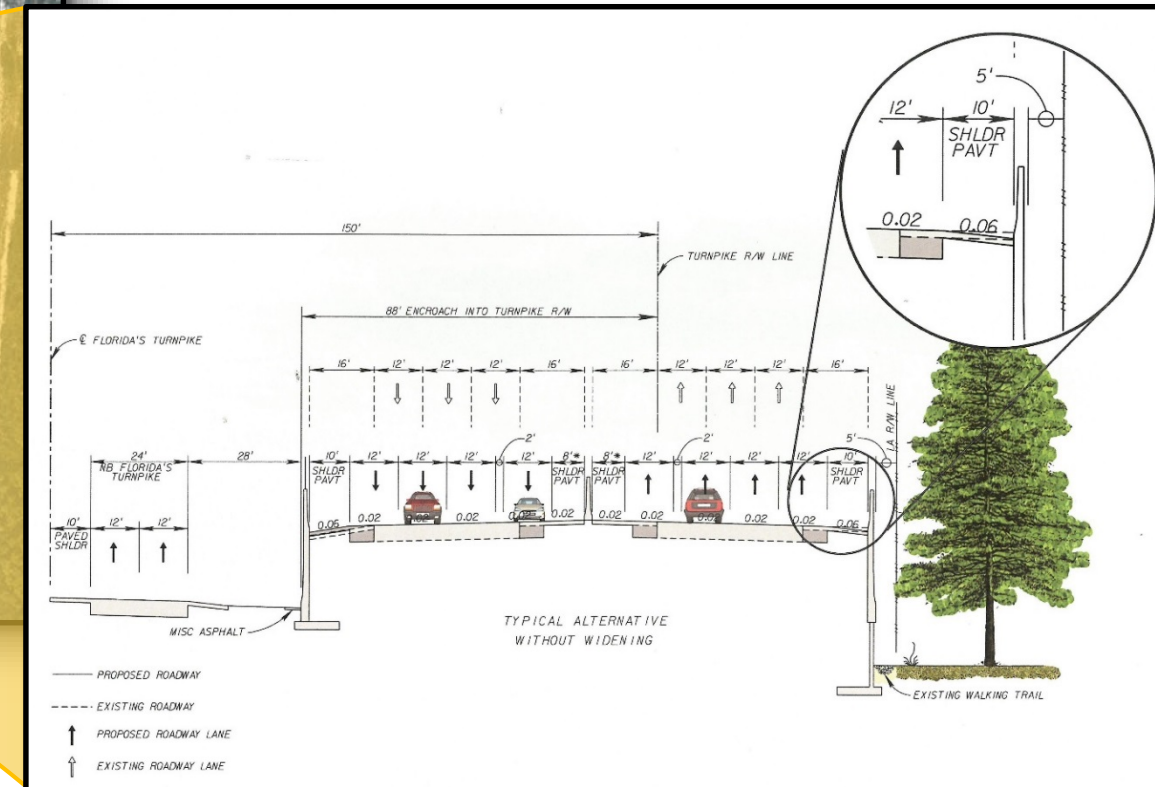 5'
12'
10'
SHLDR
PAVT
0.02
0.06
150'
TURNPIKE R/W LINE
88' ENCROACH INTO TURNPIKE R/W
℄ FLORIDA'S TURNPIKE
16' 12' 12' 12' 16' 16' 12' 12' 12' 16'
LA R/W LINE
24'
NB FLORIDA'S
TURNPIKE
28'
2'
2'
5'
10' 12' 12' 12' 12' 8'* 8'* 12' 12' 12' 12' 10'
SHLDR
PAVT
SHLDR
PAVT
SHLDR
PAVT
SHLDR
PAVT
0.06 0.02 0.02 0.02 0.02 0.02 0.02 0.02 0.02 0.06
10'
PAVED
SHLDR
12' 12'
MISC ASPHALT
TYPICAL ALTERNATIVE
WITHOUT WIDENING
EXISTING WALKING TRAIL
PROPOSED ROADWAY
EXISTING ROADWAY
PROPOSED ROADWAY LANE
EXISTING ROADWAY LANE